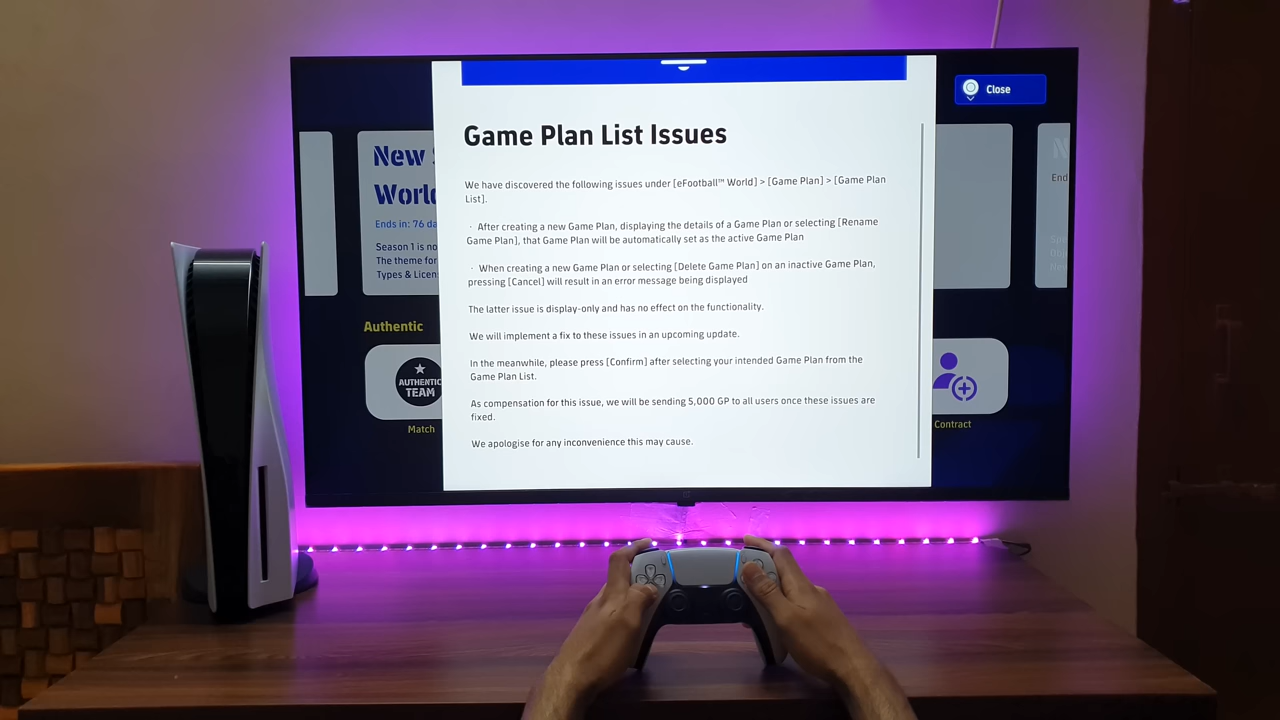 Close
Game Plan List Issues
We have discovered the following issues under [eFootball™ World] > [Game Plan] > [Game Plan
List].
· After creating a new Game Plan, displaying the details of a Game Plan or selecting [Rename
Game Plan], that Game Plan will be automatically set as the active Game Plan
· When creating a new Game Plan or selecting [Delete Game Plan] on an inactive Game Plan,
pressing [Cancel] will result in an error message being displayed
The latter issue is display-only and has no effect on the functionality.
We will implement a fix to these issues in an upcoming update.
In the meanwhile, please press [Confirm] after selecting your intended Game Plan from the
Game Plan List.
As compensation for this issue, we will be sending 5,000 GP to all users once these issues are
fixed.
We apologise for any inconvenience this may cause.
New
Ends in: 76
Season 1 is
The theme for
Types &
Authentic
AUTHENTIC
TEAM
Match
Contract